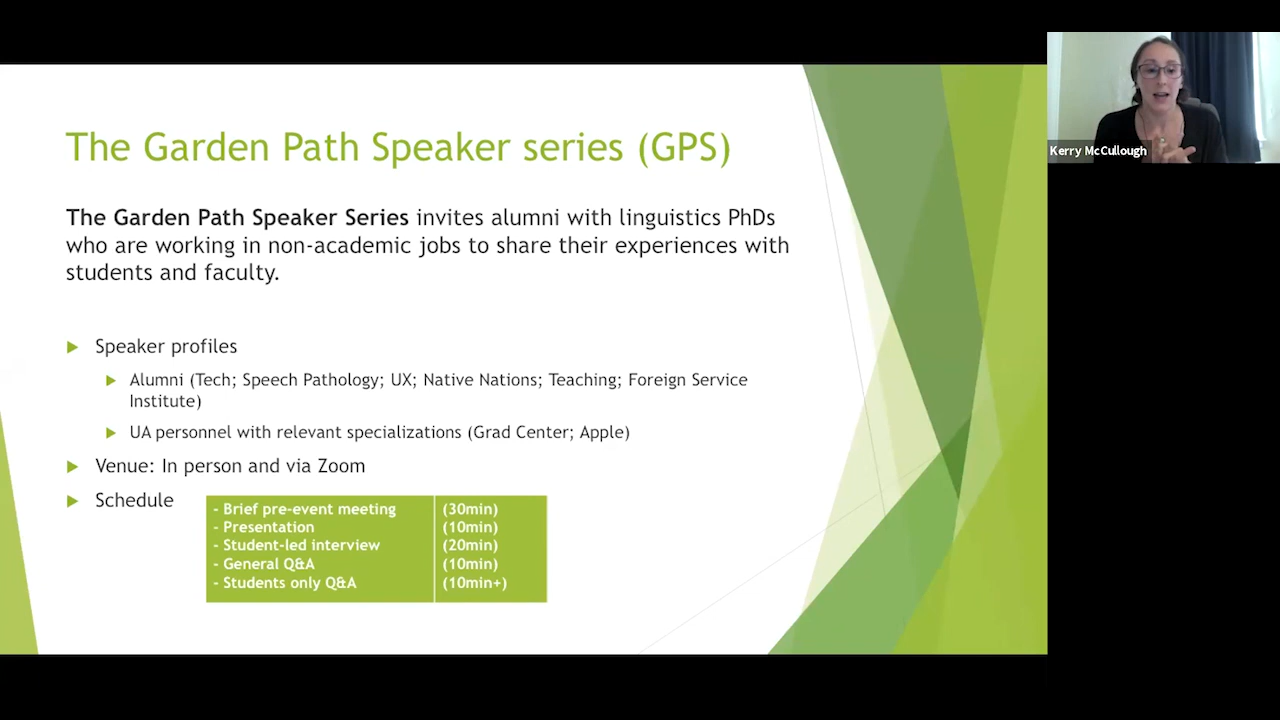 The Garden Path Speaker series (GPS)
The Garden Path Speaker Series invites alumni with linguistics PhDs
who are working in non-academic jobs to share their experiences with
students and faculty.
Speaker profiles
Alumni (Tech; Speech Pathology; UX; Native Nations; Teaching; Foreign Service
Institute)
UA personnel with relevant specializations (Grad Center; Apple)
Venue: In person and via Zoom
Schedule
- Brief pre-event meeting (30min)
- Presentation (10min)
- Student-led interview (20min)
- General Q&A (10min)
- Students only Q&A (10min+)
Kerry McCullough